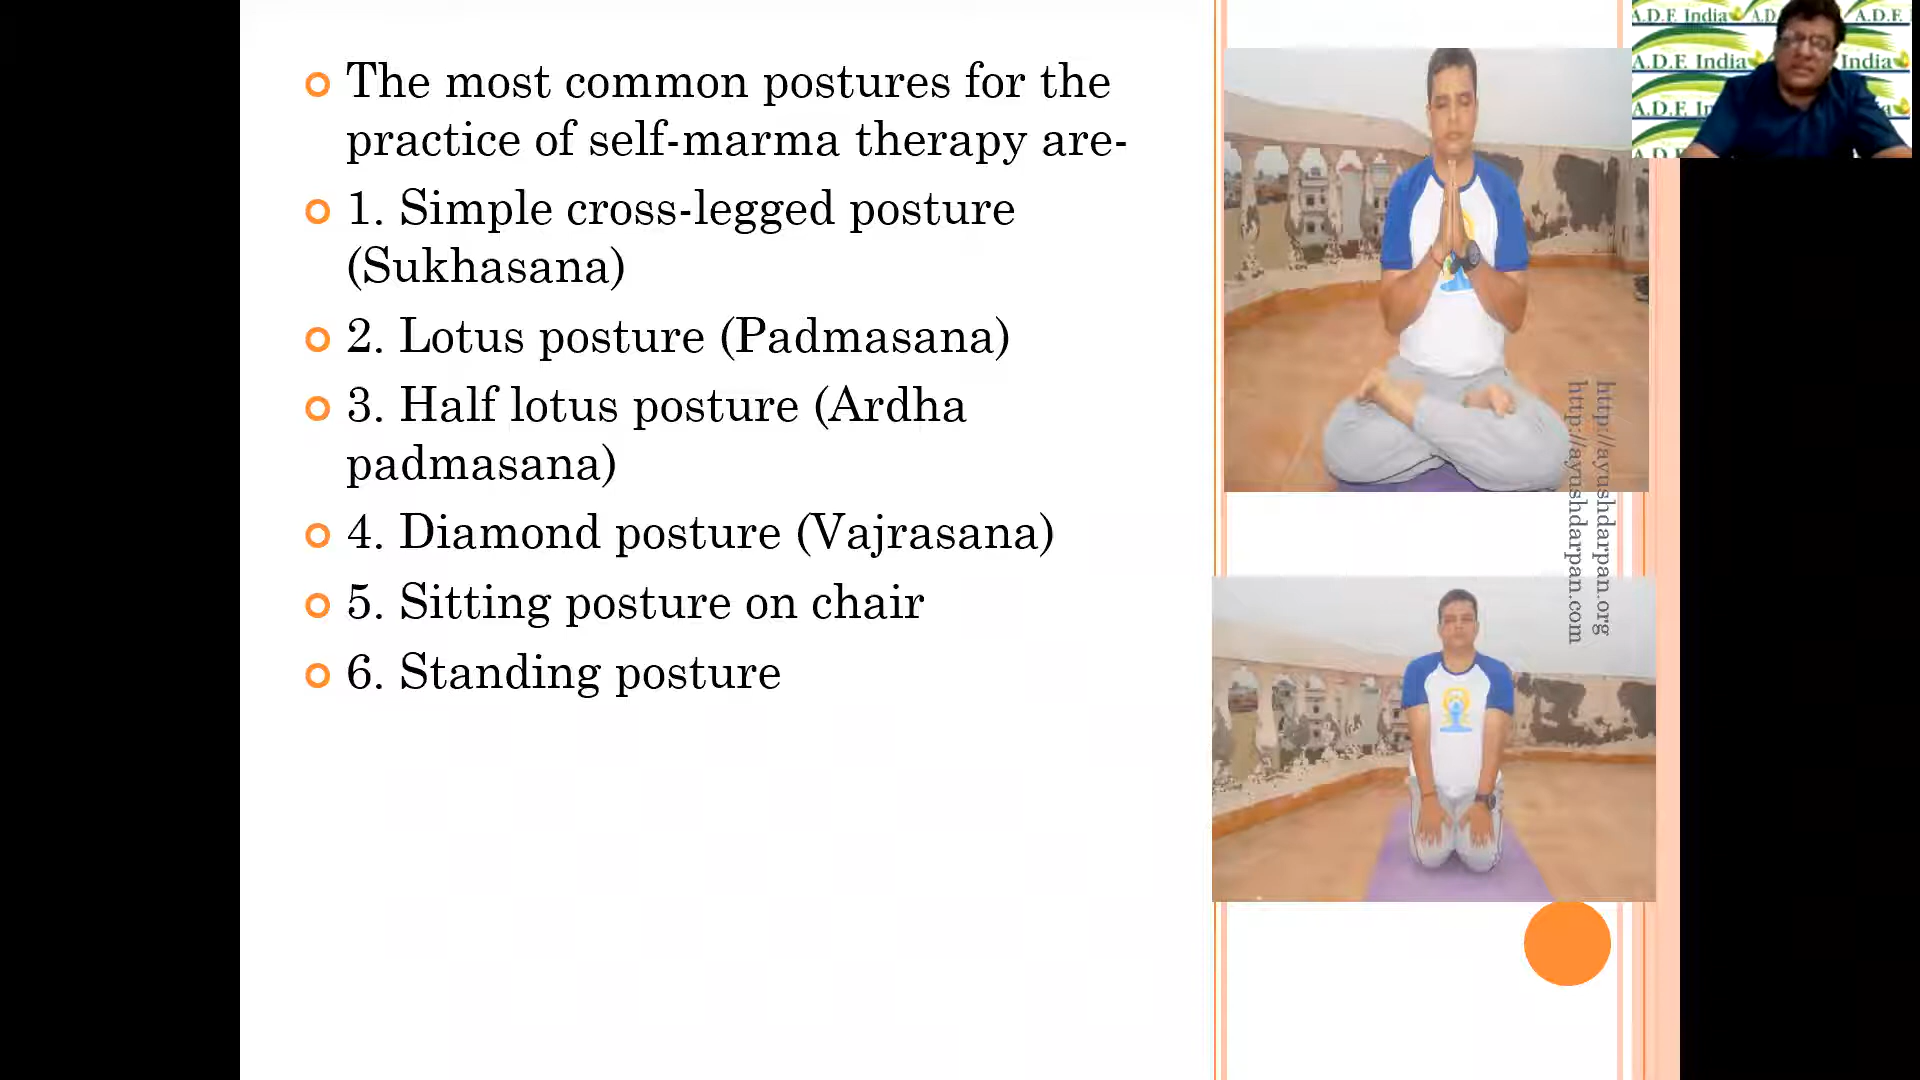 The most common postures for the
practice of self-marma therapy are-
1. Simple cross-legged posture
(Sukhasana)
2. Lotus posture (Padmasana)
3. Half lotus posture (Ardha
padmasana)
4. Diamond posture (Vajrasana)
5. Sitting posture on chair
6. Standing posture
http://ayushdarpan.org
http://ayushdarpan.com
A.D.F. India A.D A.D.F.
A.D.F. India India
A.D.F. In
A.D.F.